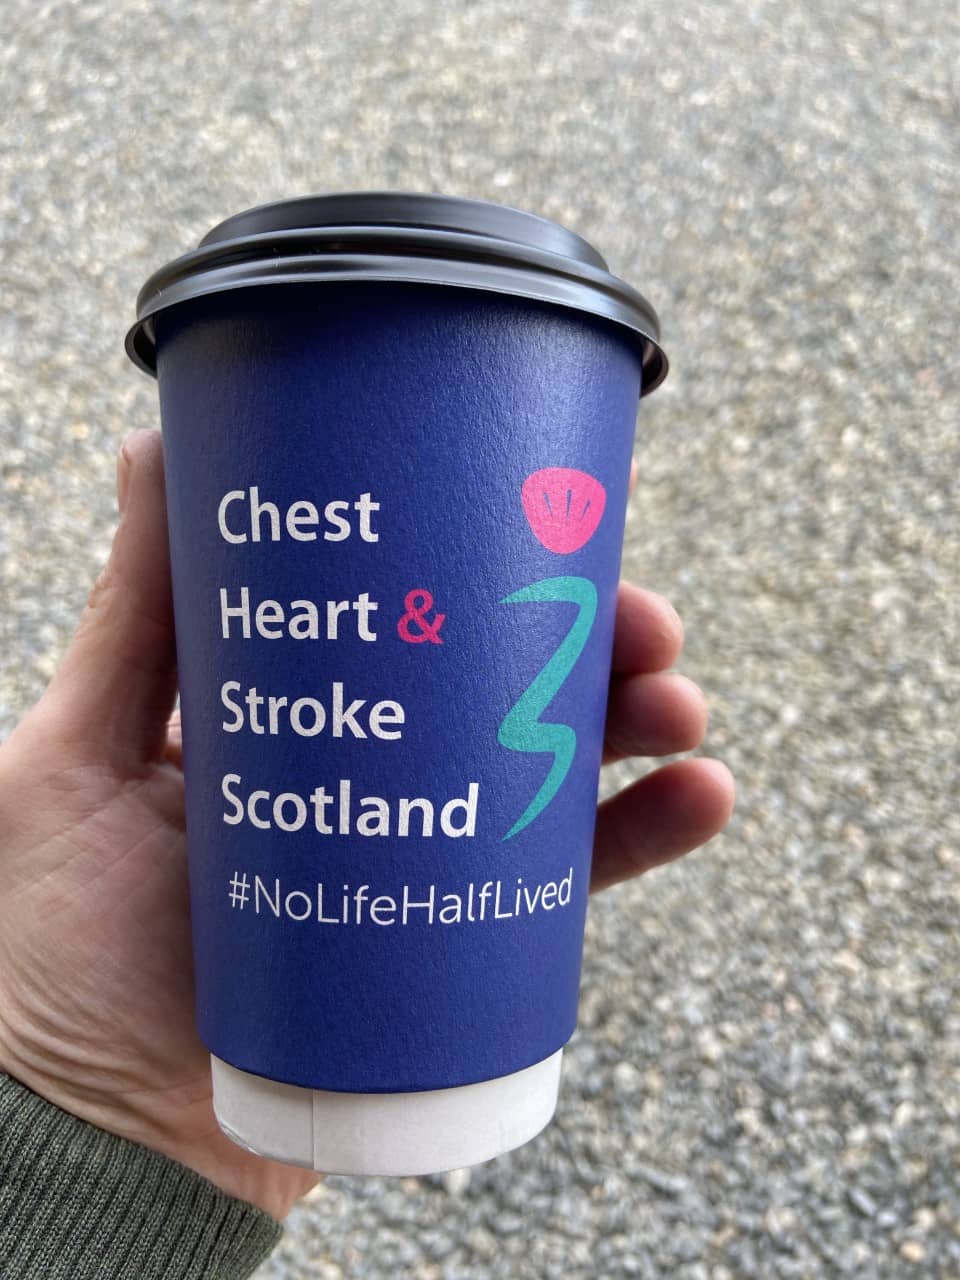 Chest
Heart &
Stroke
Scotland
#NoLifeHalfLived